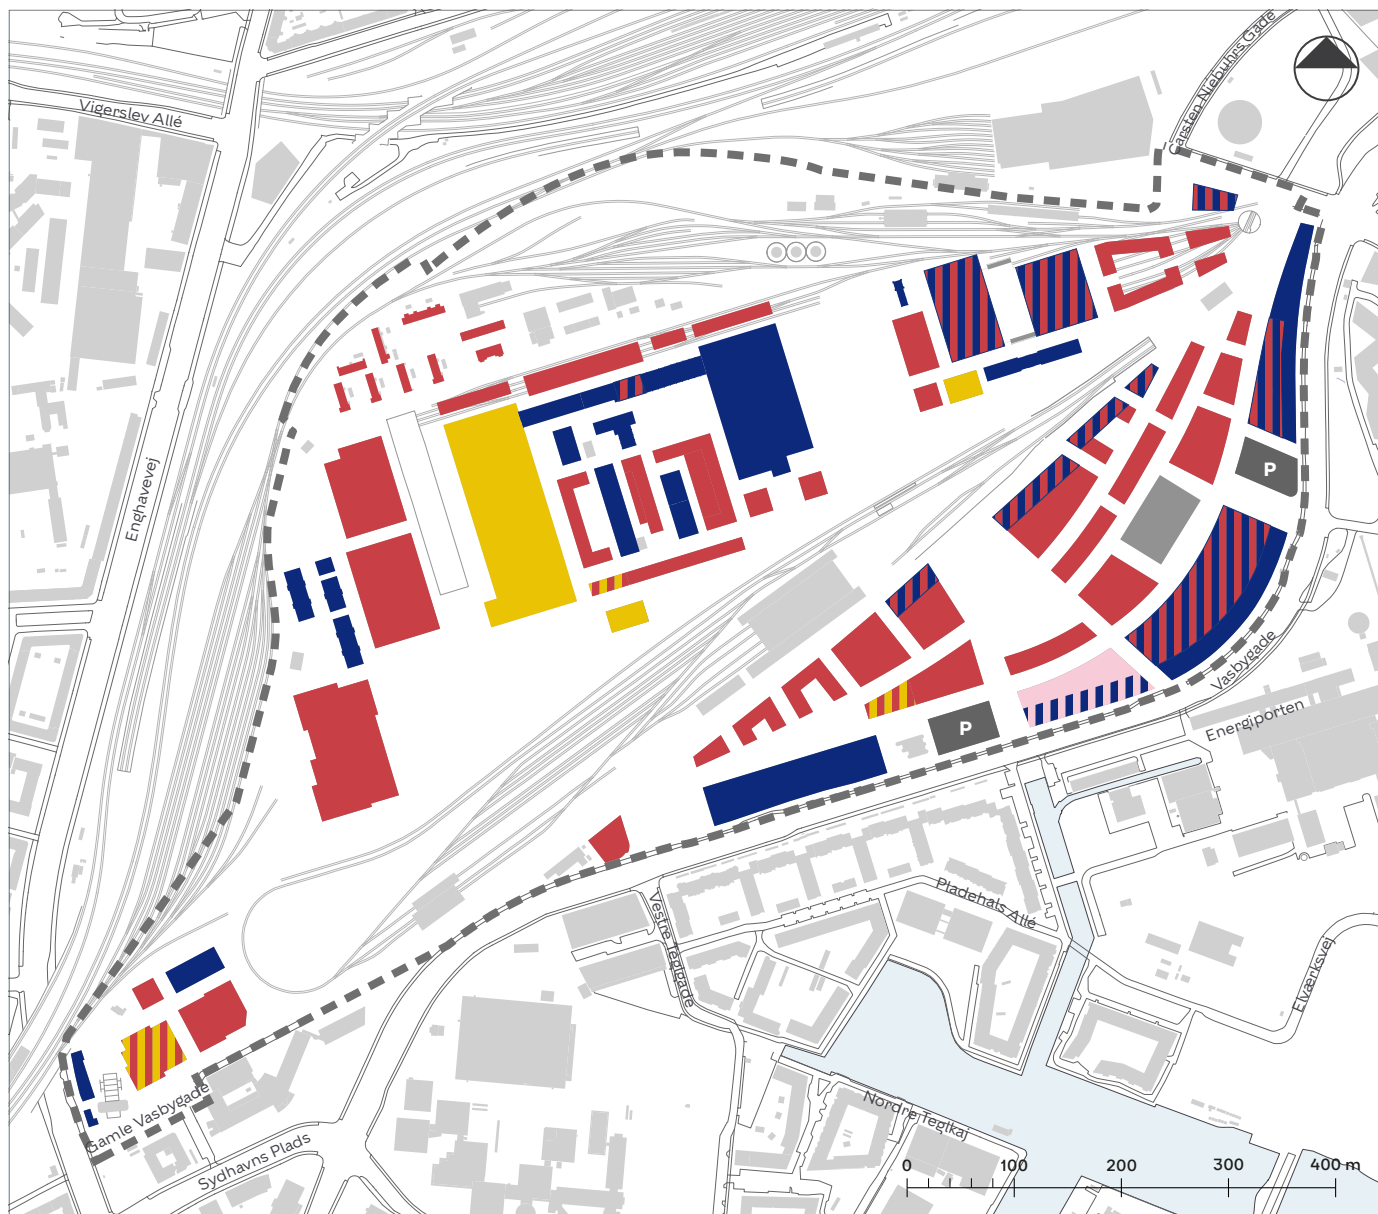 Carsten Niebuhrs Gade
Vigerslev Allé
Enghavevej
P
Vasbygade
Energiporten
P
Pladehals Allé
Vestre Teglgade
Elværksvej
Gamle Vasbygade
Nordre Teglkaj
Sydhavns Plads
0 100 200 300 400 m